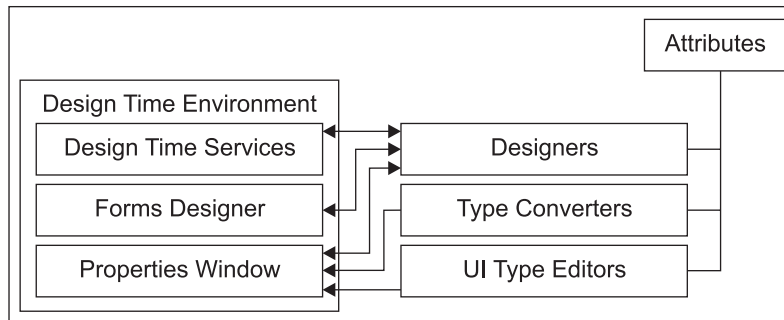 Attributes
Design Time Environment
Design Time Services
Designers
Forms Designer
Type Converters
Properties Window
UI Type Editors